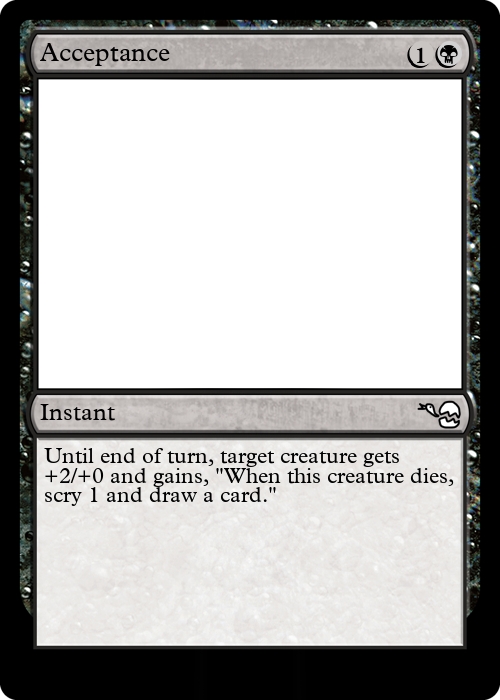 Acceptance
1
Instant
Until end of turn, target creature gets
+2/+0 and gains, "When this creature dies,
scry 1 and draw a card."